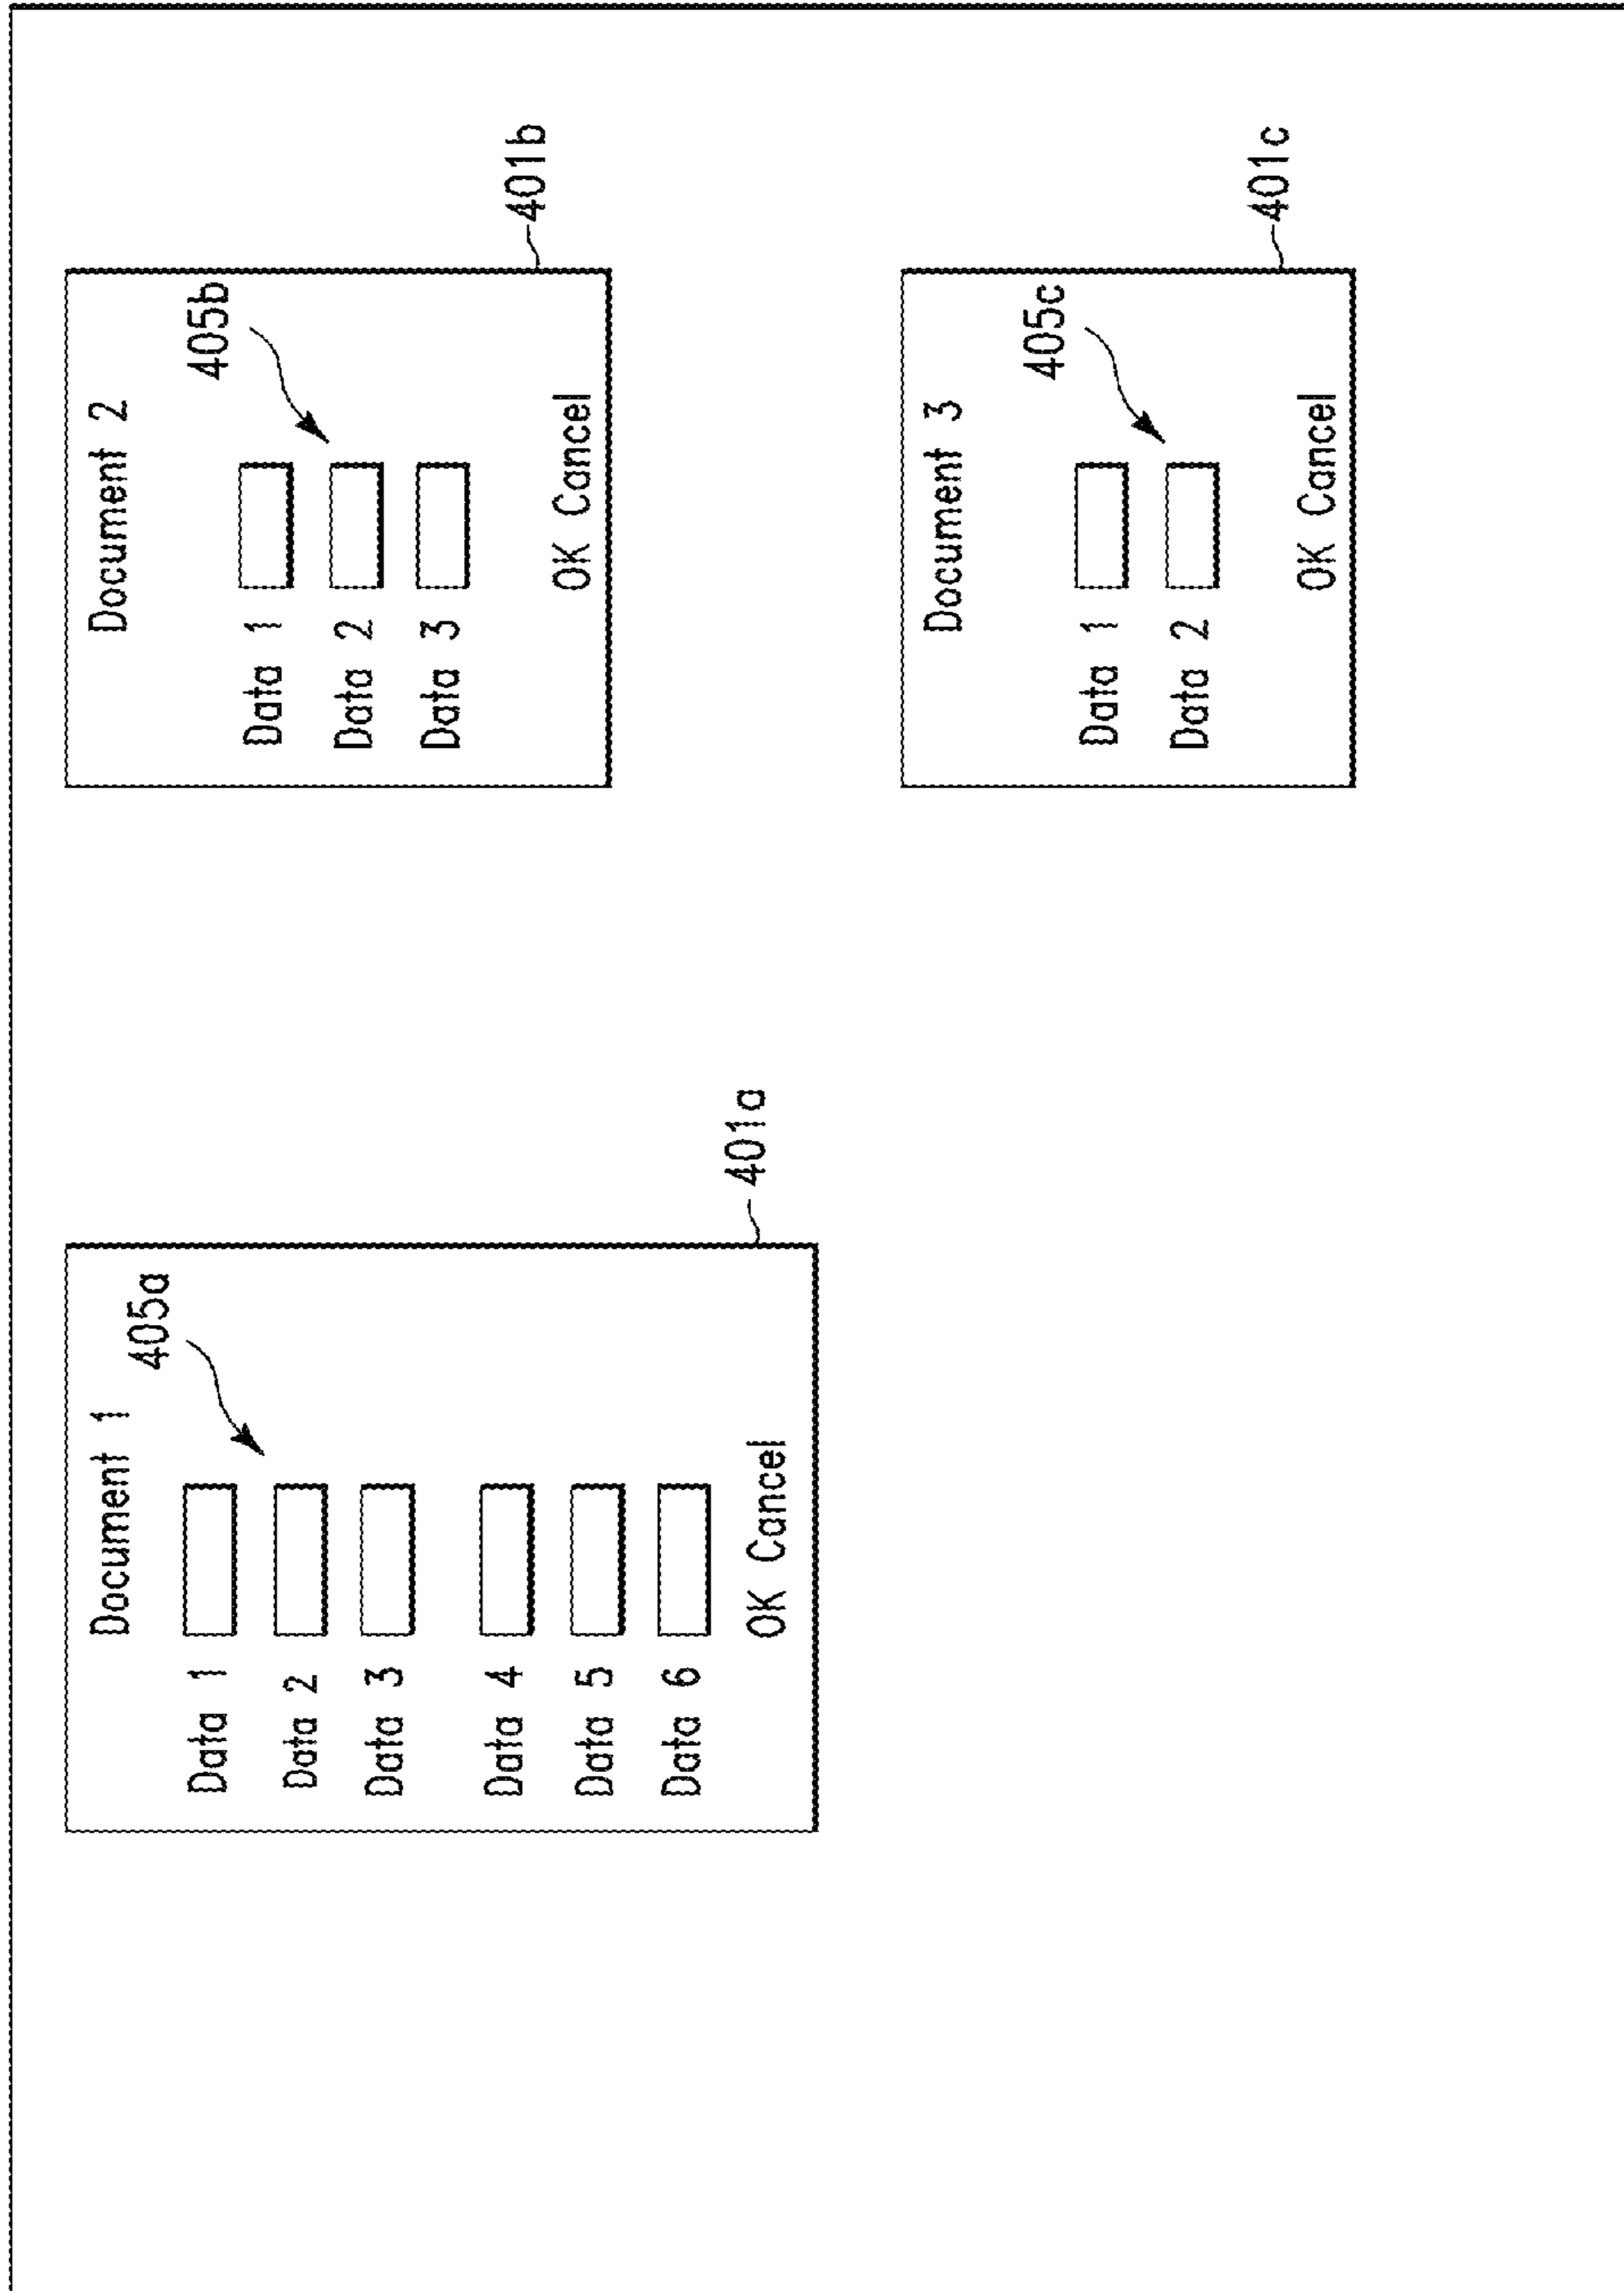 Document 1
405a
Data 1
Data 2
Data 3
Data 4
Data 5
Data 6
OK Cancel
401a
Document 2
405b
Data 1
Data 2
Data 3
OK Cancel
401b
Document 3
405c
Data 1
Data 2
OK Cancel
401c